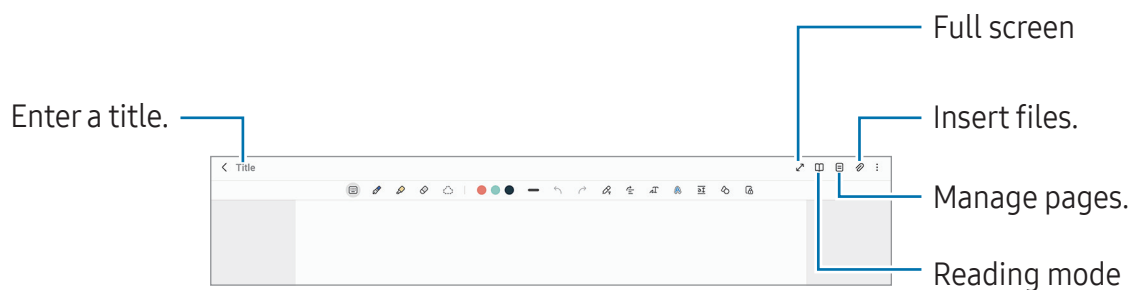 Full screen
Enter a title.
Insert files.
Title
Manage pages.
Reading mode